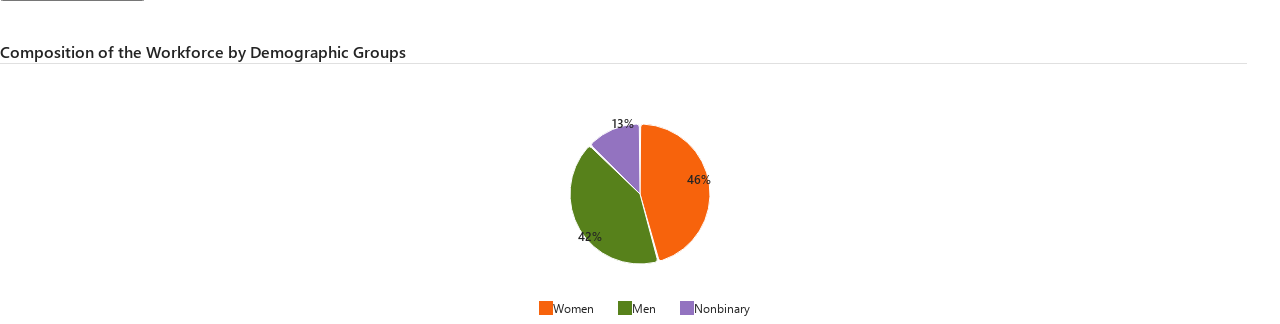 Composition of the Workforce by Demographic Groups
13%
46%
42%
Women Men Nonbinary